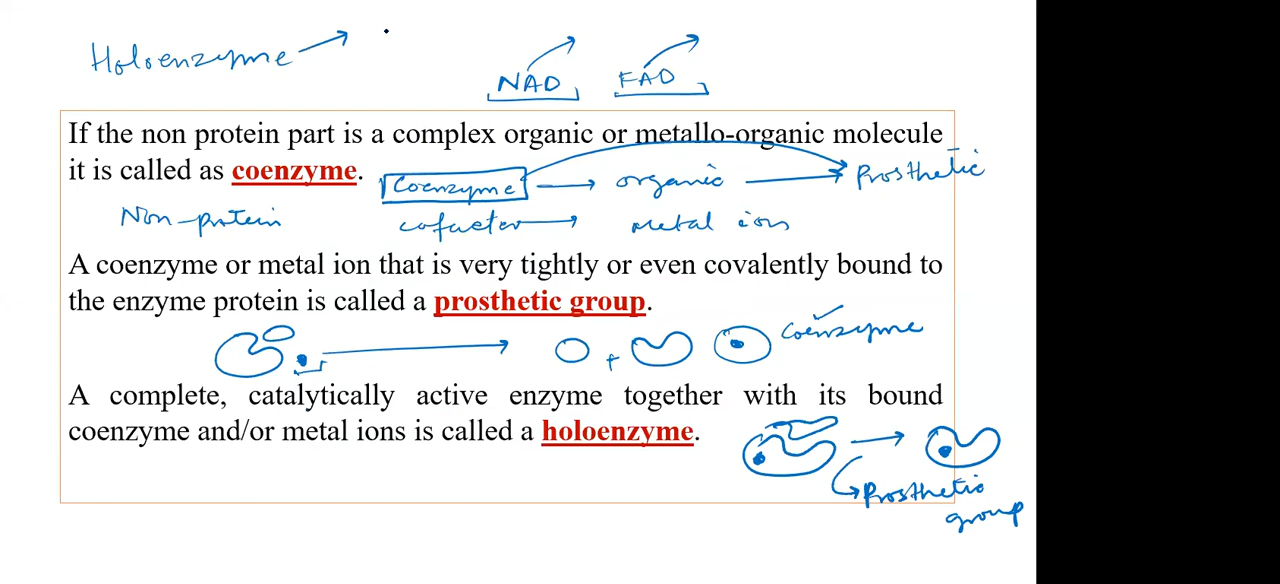 Holoenzyme
NAD FAD
If the non protein part is a complex organic or metallo-organic molecule
it is called as coenzyme.
Coenzyme organic Prosthetic
Non-protein cofactor metal ions
A coenzyme or metal ion that is very tightly or even covalently bound to
the enzyme protein is called a prosthetic group.
+ Coenzyme
A complete, catalytically active enzyme together with its bound
coenzyme and/or metal ions is called a holoenzyme.
Prosthetic
group